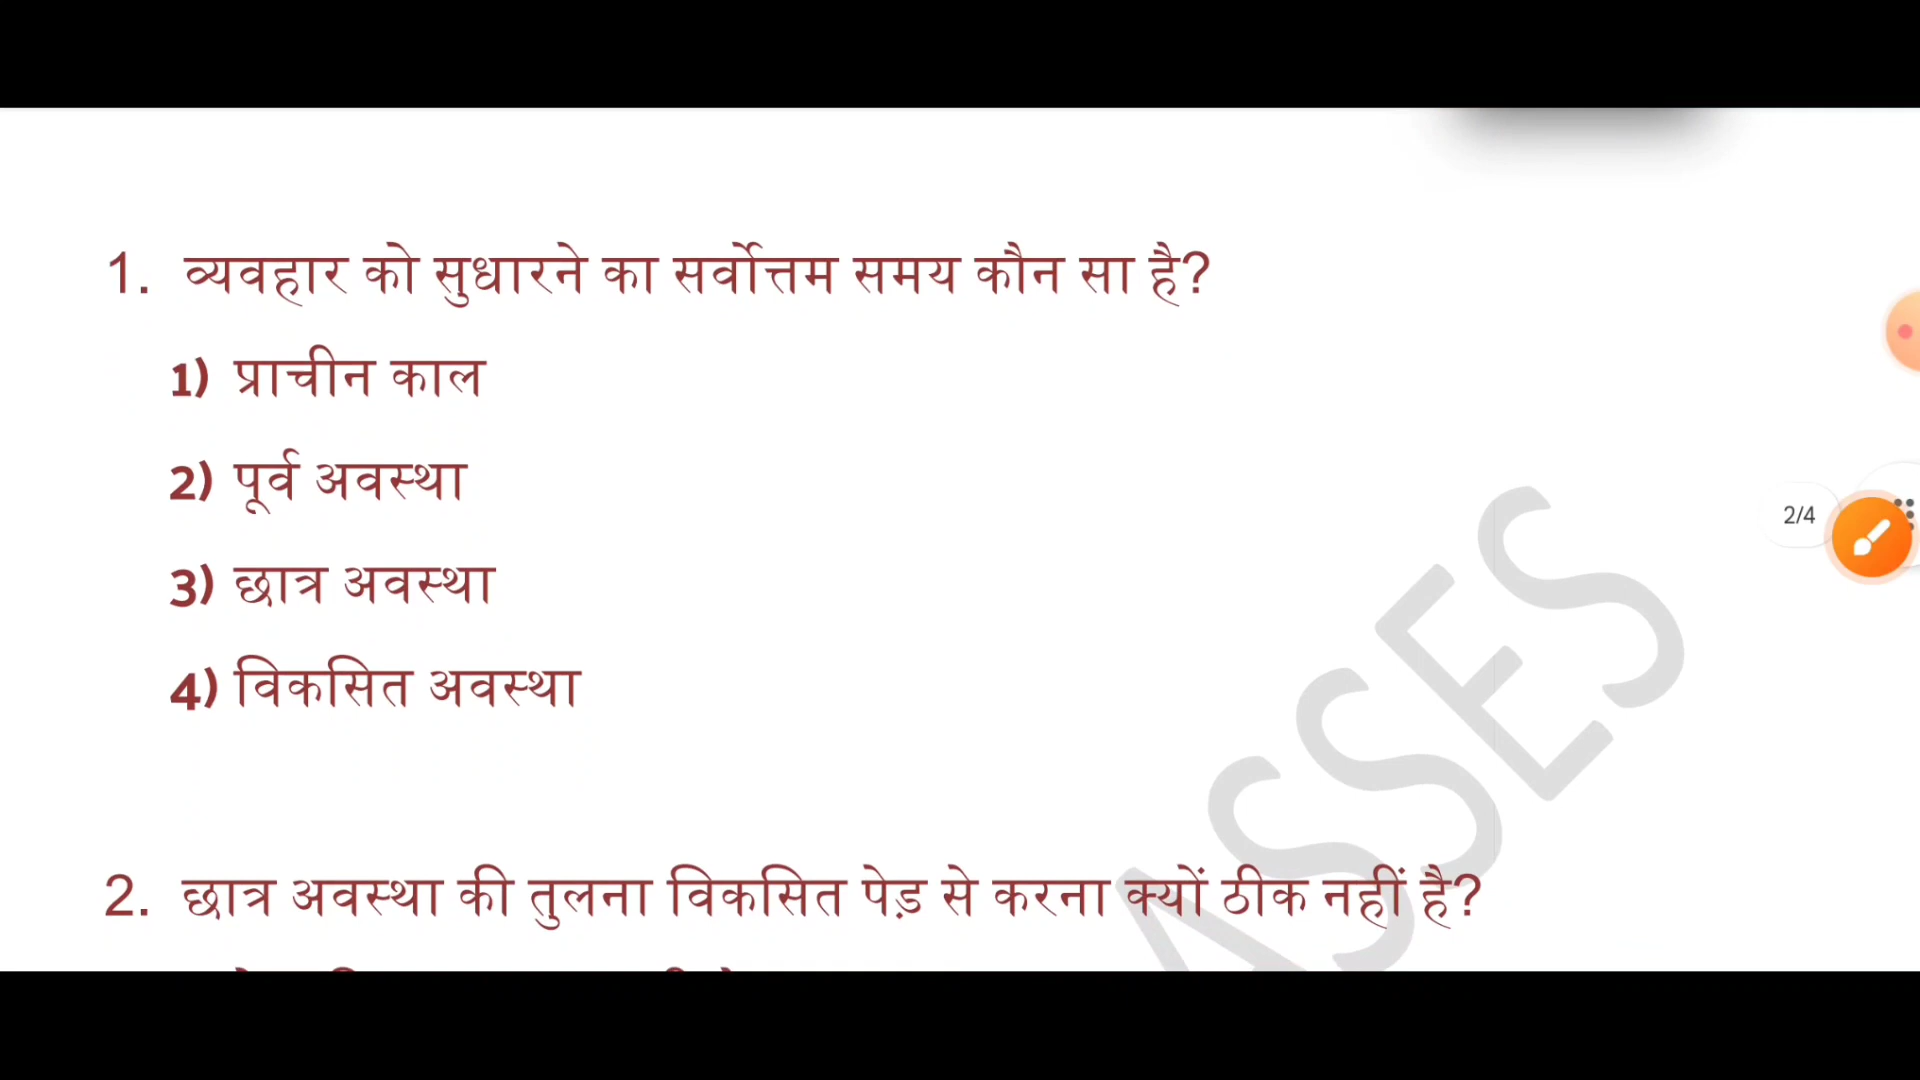 1. व्यवहार को सुधारने का सर्वोत्तम समय कौन सा है?
1) प्राचीन काल
2) पूर्व अवस्था
3) छात्र अवस्था
4) विकसित अवस्था
2/4
ASSES
2. छात्र अवस्था की तुलना विकसित पेड़ से करना क्यों ठीक नहीं है?